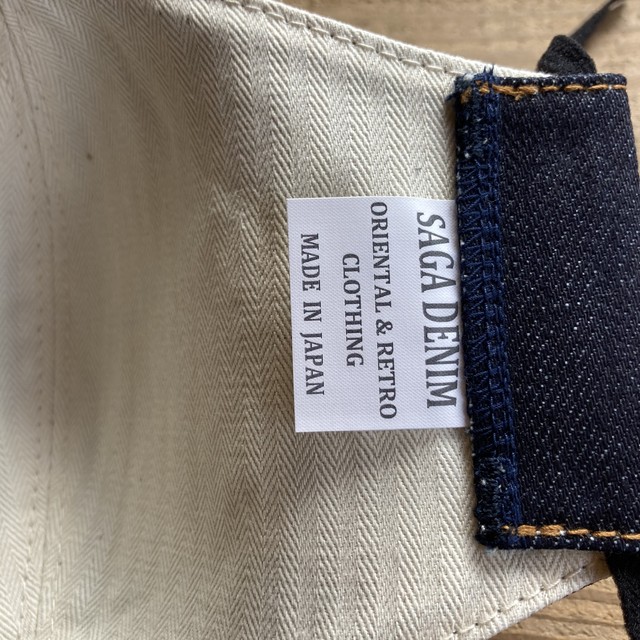 SAGA DENIM
ORIENTAL & RETRO
CLOTHING
MADE IN JAPAN